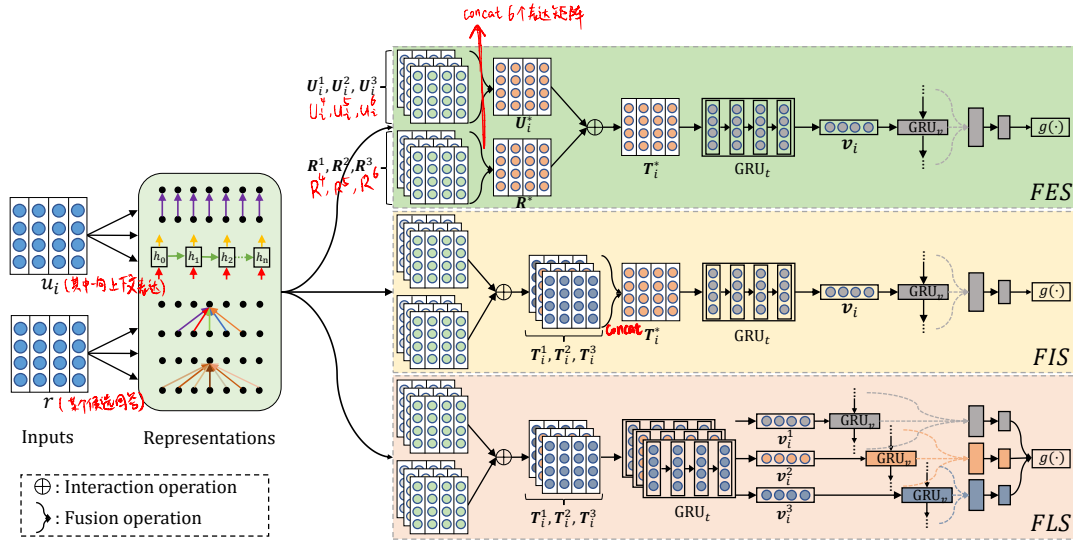 concat 6个表达矩阵
U_i^1, U_i^2, U_i^3
U_i^4, U_i^5, U_i^6
U_i^*
R^1, R^2, R^3
R^4, R^5, R^6
R^*
T_i^*
GRU_t
v_i
GRU_v
g(·)
FES
u_i (其中一句上下文表达)
h_0 h_1 h_2 h_n
r (某个候选回答)
Inputs
Representations
T_i^1, T_i^2, T_i^3
concat
T_i^*
GRU_t
v_i
GRU_v
g(·)
FIS
T_i^1, T_i^2, T_i^3
GRU_t
v_i^1
v_i^2
v_i^3
GRU_v
GRU_v
GRU_v
g(·)
FLS
⊕ : Interaction operation
: Fusion operation